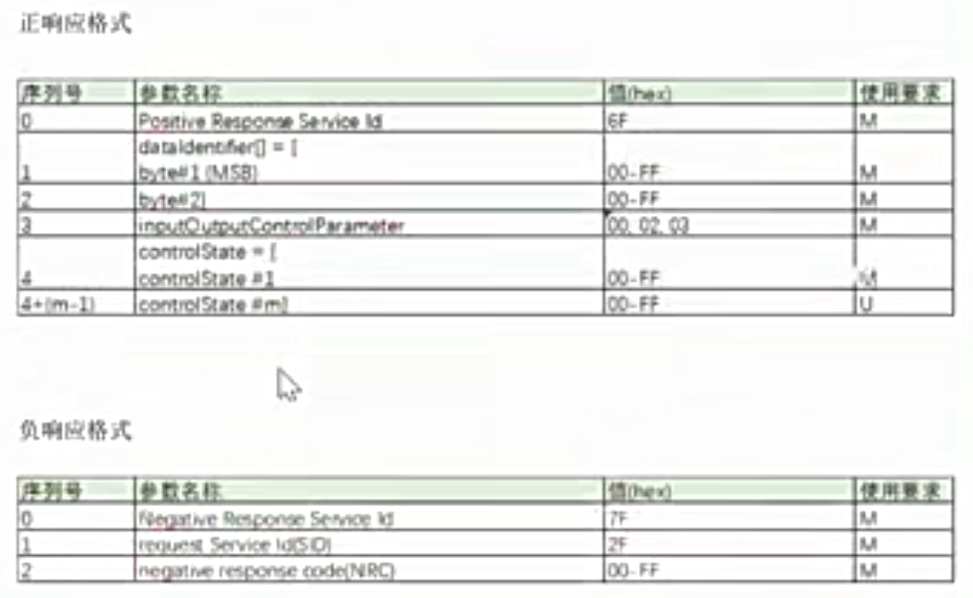 正响应格式
序列号 参数名称 值(hex) 使用要求
0 Positive Response Service Id 6F M
dataIdentifier[] = [
1 byte#1 (MSB) 00-FF M
2 byte#2] 00-FF M
3 inputOutputControlParameter 00, 02, 03 M
controlState = [
4 controlState #1 00-FF M
4+(m-1) controlState #m] 00-FF U
负响应格式
序列号 参数名称 值(hex) 使用要求
0 Negative Response Service Id 7F M
1 request Service Id(SID) 2F M
2 negative response code(NRC) 00-FF M